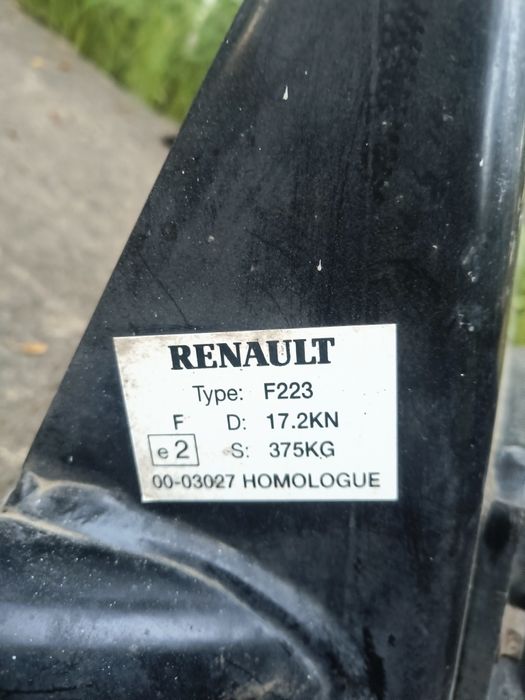 RENAULT
Type: F223
F D: 17.2KN
e2 S: 375KG
00-03027 HOMOLOGUE